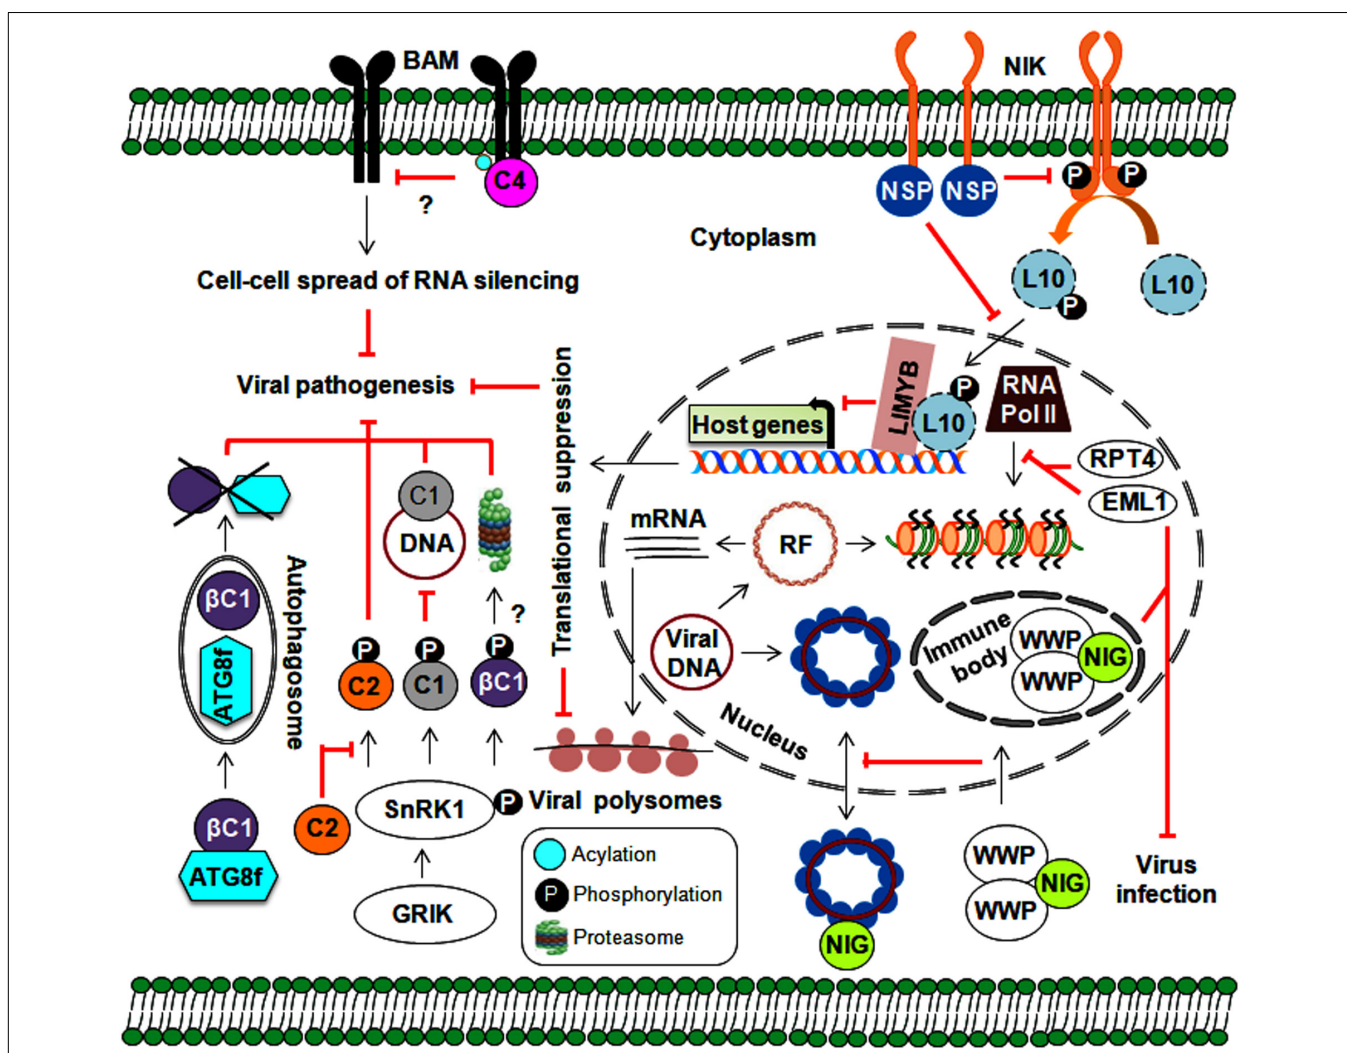 BAM
NIK
C4
?
NSP
NSP
P
P
Cytoplasm
L10
P
L10
Cell-cell spread of RNA silencing
Viral pathogenesis
Translational suppression
LIMYB
P
L10
RNA
Pol II
Host genes
RPT4
EML1
C1
DNA
mRNA
RF
Autophagosome
βC1
ATG8f
?
P
C2
P
C1
P
βC1
Viral
DNA
Immune
body
WWP
WWP
NIG
Nucleus
βC1
ATG8f
C2
SnRK1
P
Viral polysomes
GRIK
Acylation
P
Phosphorylation
Proteasome
NIG
WWP
WWP
NIG
Virus
infection